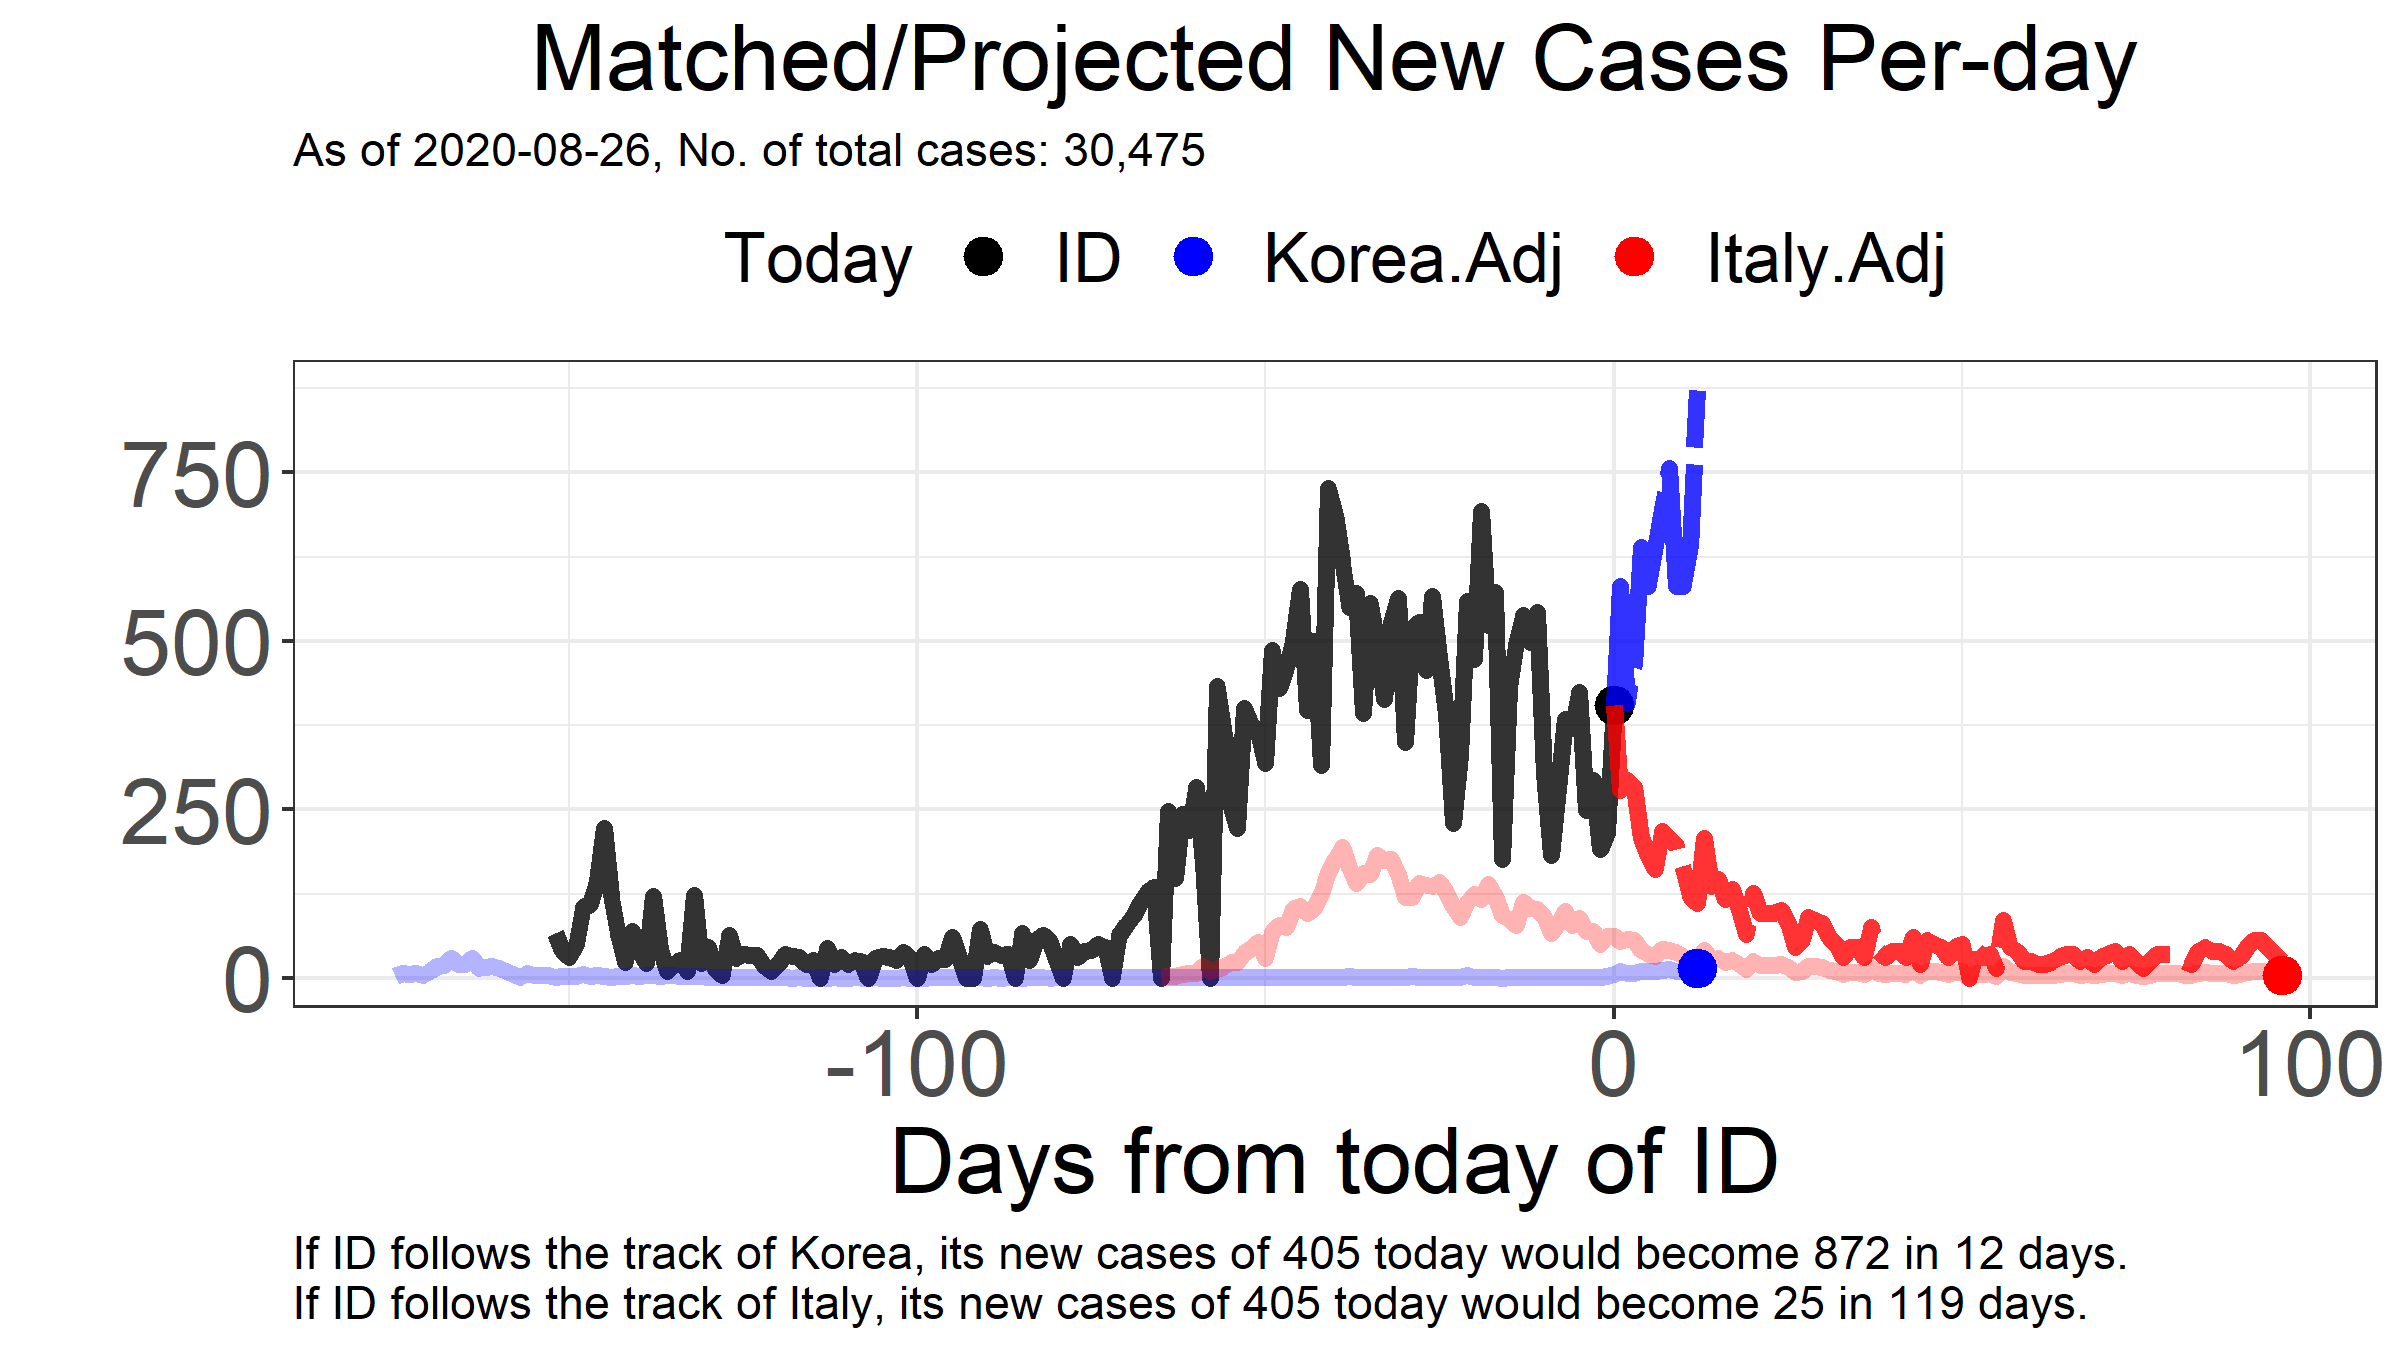 Matched/Projected New Cases Per-day
As of 2020-08-26, No. of total cases: 30,475
Today ID Korea.Adj Italy.Adj
750
500
250
0
-100 0 100
Days from today of ID
If ID follows the track of Korea, its new cases of 405 today would become 872 in 12 days.
If ID follows the track of Italy, its new cases of 405 today would become 25 in 119 days.